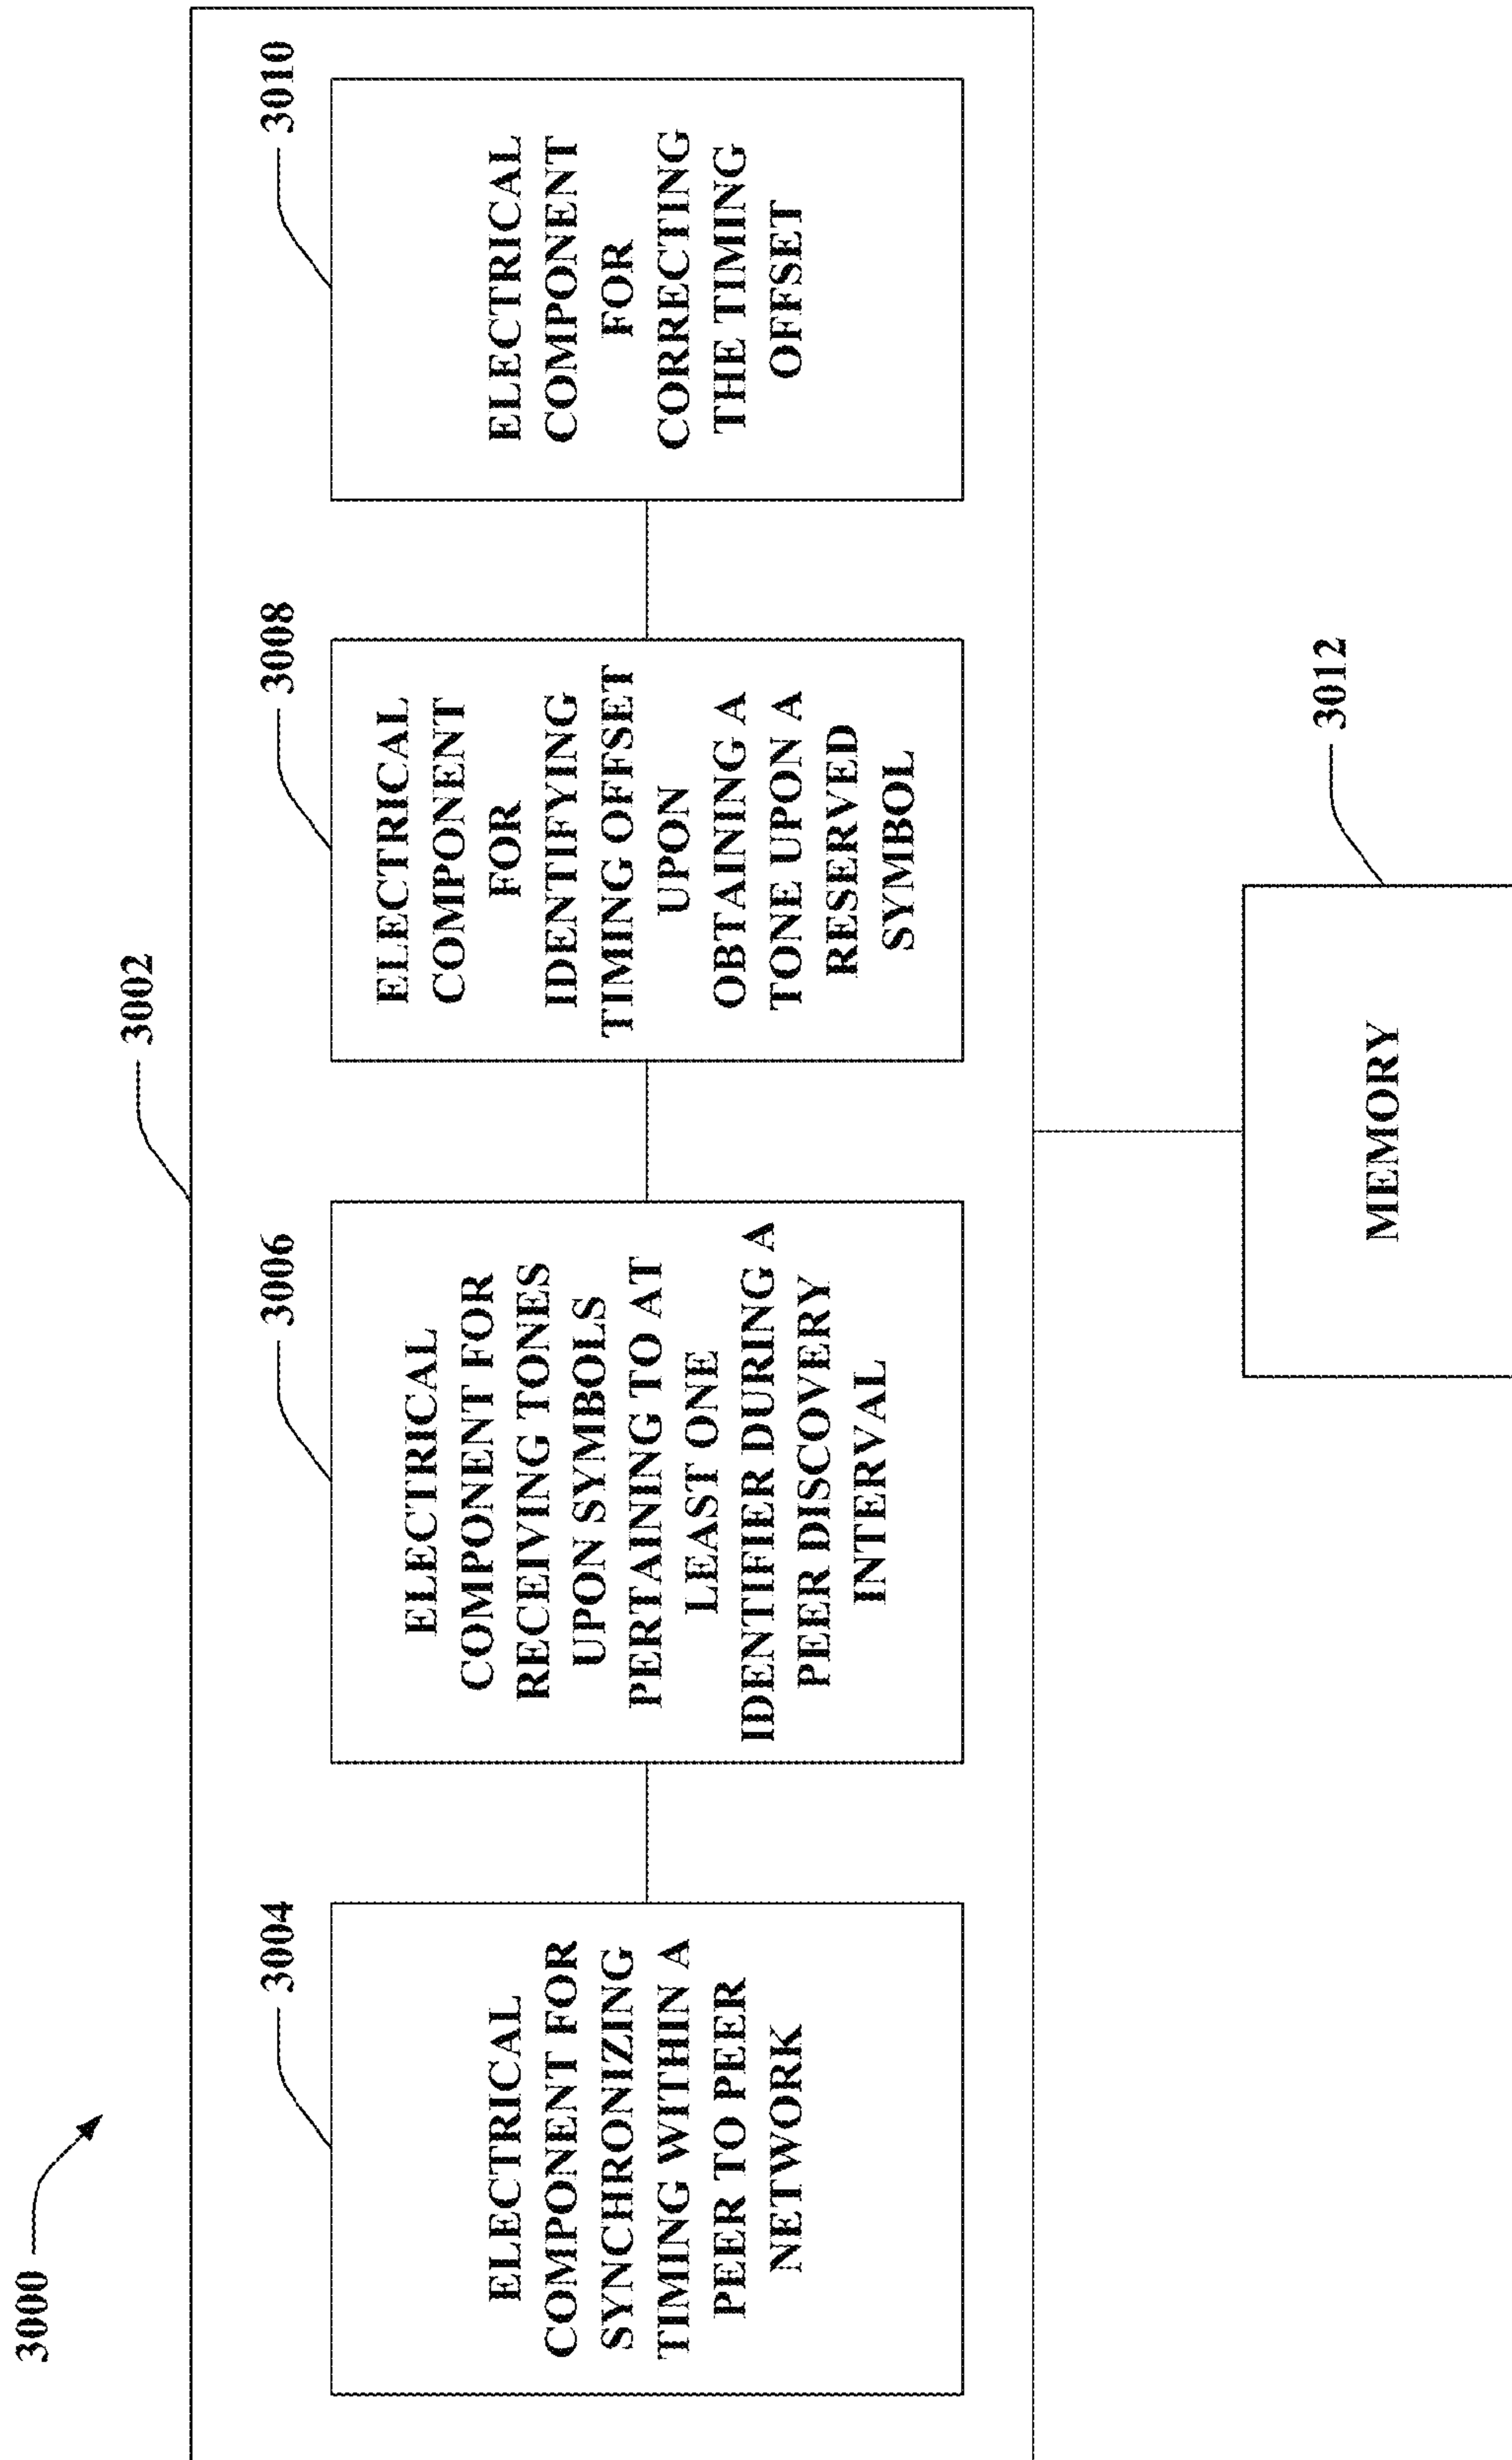 3000
3002
3004
ELECTRICAL
COMPONENT FOR
SYNCHRONIZING
TIMING WITHIN A
PEER TO PEER
NETWORK
3006
ELECTRICAL
COMPONENT FOR
RECEIVING TONES
UPON SYMBOLS
PERTAINING TO AT
LEAST ONE
IDENTIFIER DURING A
PEER DISCOVERY
INTERVAL
3008
ELECTRICAL
COMPONENT
FOR
IDENTIFYING
TIMING OFFSET
UPON
OBTAINING A
TONE UPON A
RESERVED
SYMBOL
3010
ELECTRICAL
COMPONENT
FOR
CORRECTING
THE TIMING
OFFSET
3012
MEMORY